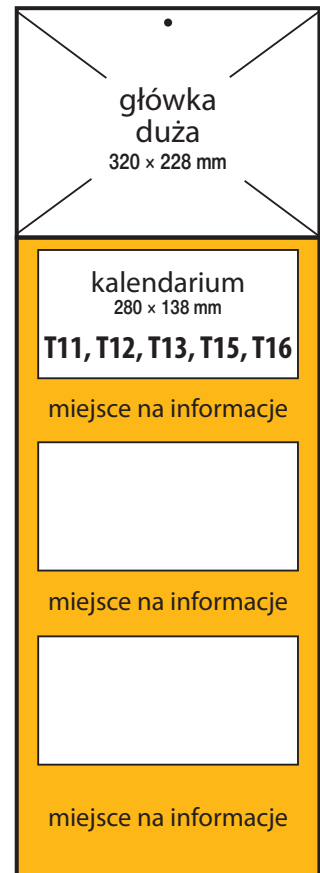 główka
duża
320 × 228 mm
kalendarium
280 × 138 mm
T11, T12, T13, T15, T16
miejsce na informacje
miejsce na informacje
miejsce na informacje